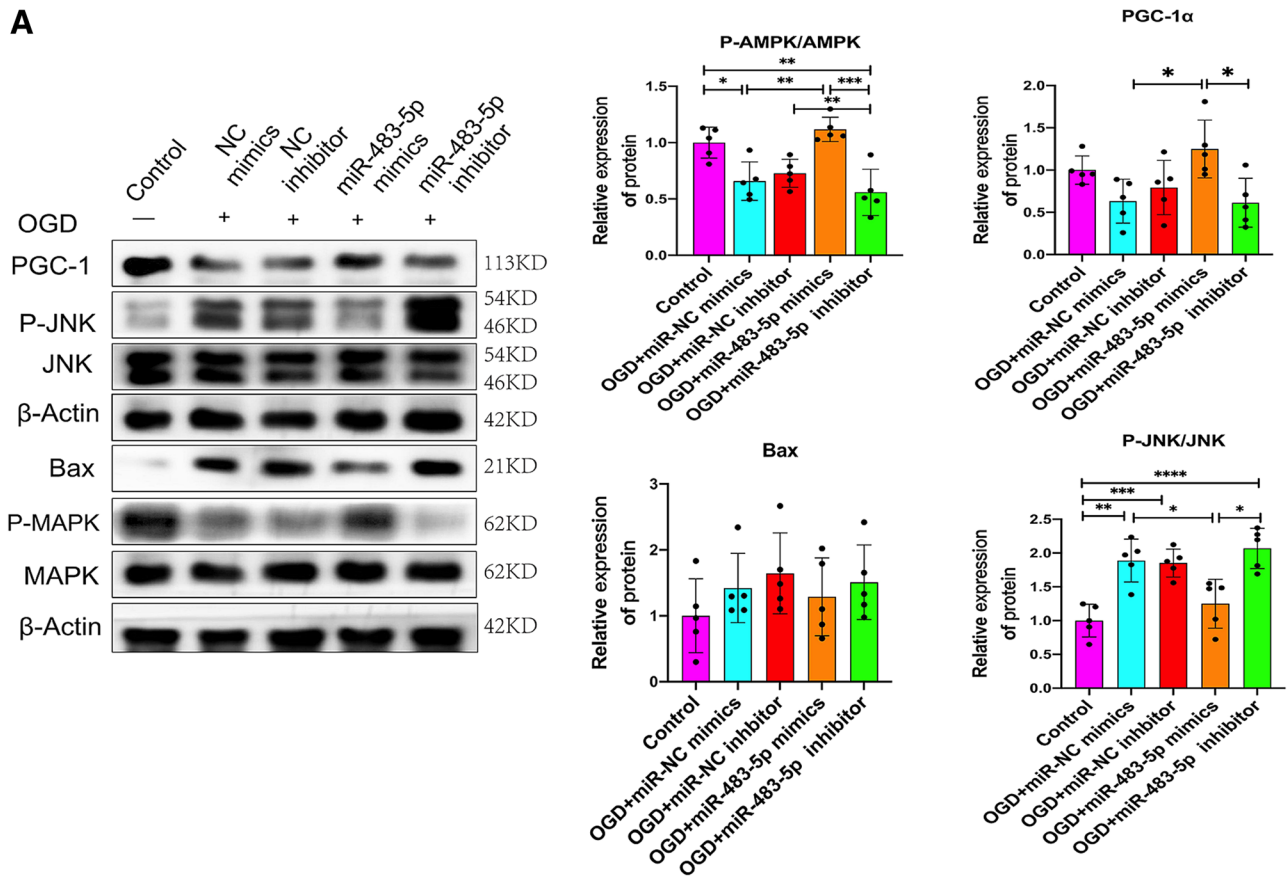 A
Control
NC
mimics
NC
inhibitor
miR-483-5p
mimics
miR-483-5p
inhibitor
OGD
—
+
+
+
+
PGC-1
113KD
P-JNK
54KD
46KD
JNK
54KD
46KD
β-Actin
42KD
Bax
21KD
P-MAPK
62KD
MAPK
62KD
β-Actin
42KD
P-AMPK/AMPK
**
*
**
***
**
Relative expression
of protein
1.5
1.0
0.5
0.0
Control
OGD+miR-NC mimics
OGD+miR-NC inhibitor
OGD+miR-483-5p mimics
OGD+miR-483-5p inhibitor
PGC-1α
*
*
Relative expression
of protein
2.0
1.5
1.0
0.5
0.0
Control
OGD+miR-NC mimics
OGD+miR-NC inhibitor
OGD+miR-483-5p mimics
OGD+miR-483-5p inhibitor
Bax
Relative expression
of protein
3
2
1
0
Control
OGD+miR-NC mimics
OGD+miR-NC inhbitor
OGD+miR-483-5p mimics
OGD+miR-483-5p inhibitor
P-JNK/JNK
****
***
**
*
*
Relative expression
of protein
2.5
2.0
1.5
1.0
0.5
0.0
Control
OGD+miR-NC mimics
OGD+miR-NC inhbitor
OGD+miR-483-5p mimics
OGD+miR-483-5p inhibitor